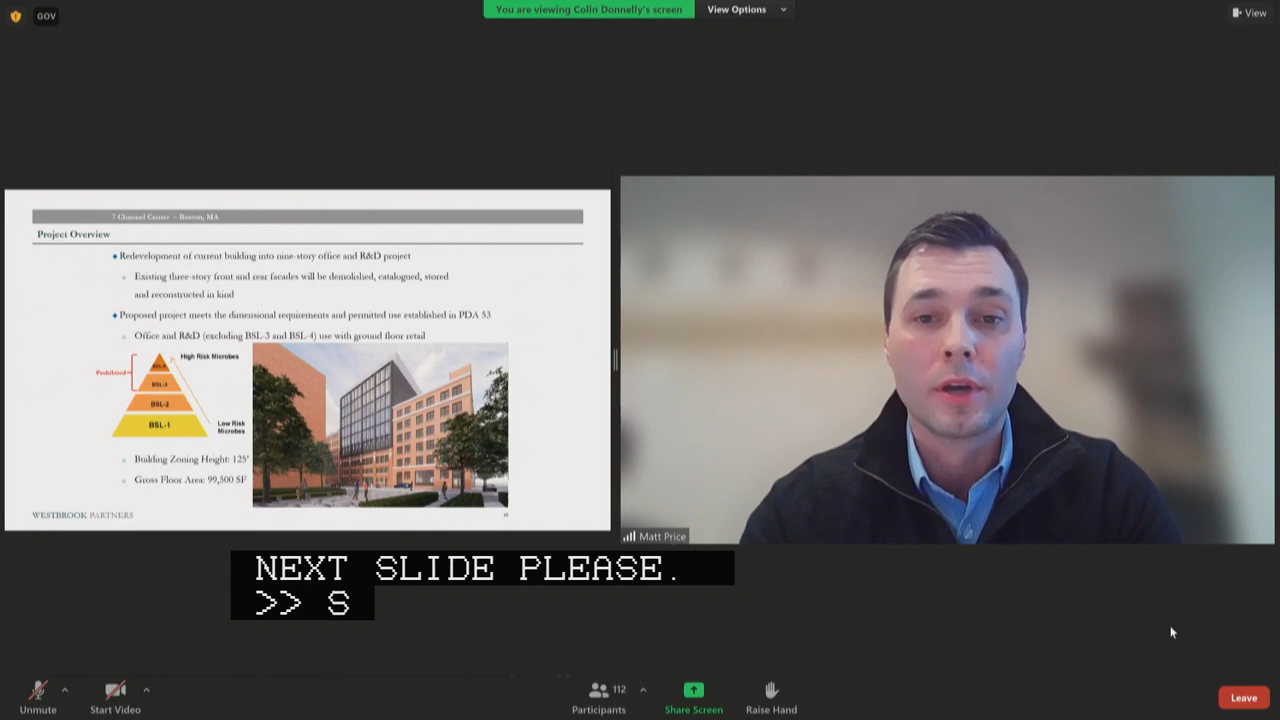 GOV
You are viewing Colin Donnelly's screen
View Options
View
7 Channel Center – Boston, MA
Project Overview
Redevelopment of current building into nine-story office and R&D project
Existing three-story front and rear facades will be demolished, catalogued, stored
and reconstructed in kind
Proposed project meets the dimensional requirements and permitted use established in PDA 53
Office and R&D (excluding BSL-3 and BSL-4) use with ground floor retail
High Risk Microbes
Prohibited
BSL-4
BSL-3
BSL-2
BSL-1
Low Risk
Microbes
Building Zoning Height: 125'
Gross Floor Area: 99,500 SF
WESTBROOK PARTNERS
Matt Price
NEXT SLIDE PLEASE.
>> S
Unmute
Start Video
112
Participants
Share Screen
Raise Hand
Leave